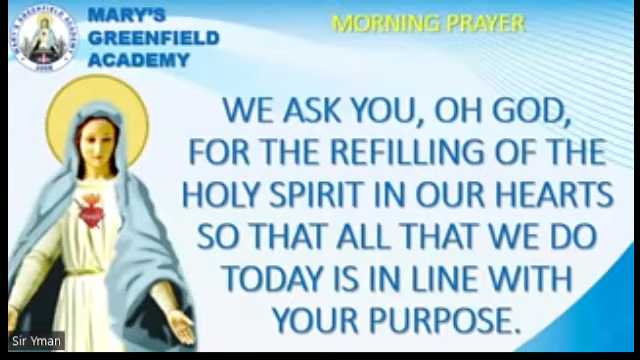 MARY'S
GREENFIELD
ACADEMY
MORNING PRAYER
WE ASK YOU, OH GOD,
FOR THE REFILLING OF THE
HOLY SPIRIT IN OUR HEARTS
SO THAT ALL THAT WE DO
TODAY IS IN LINE WITH
YOUR PURPOSE.
Sir Yman